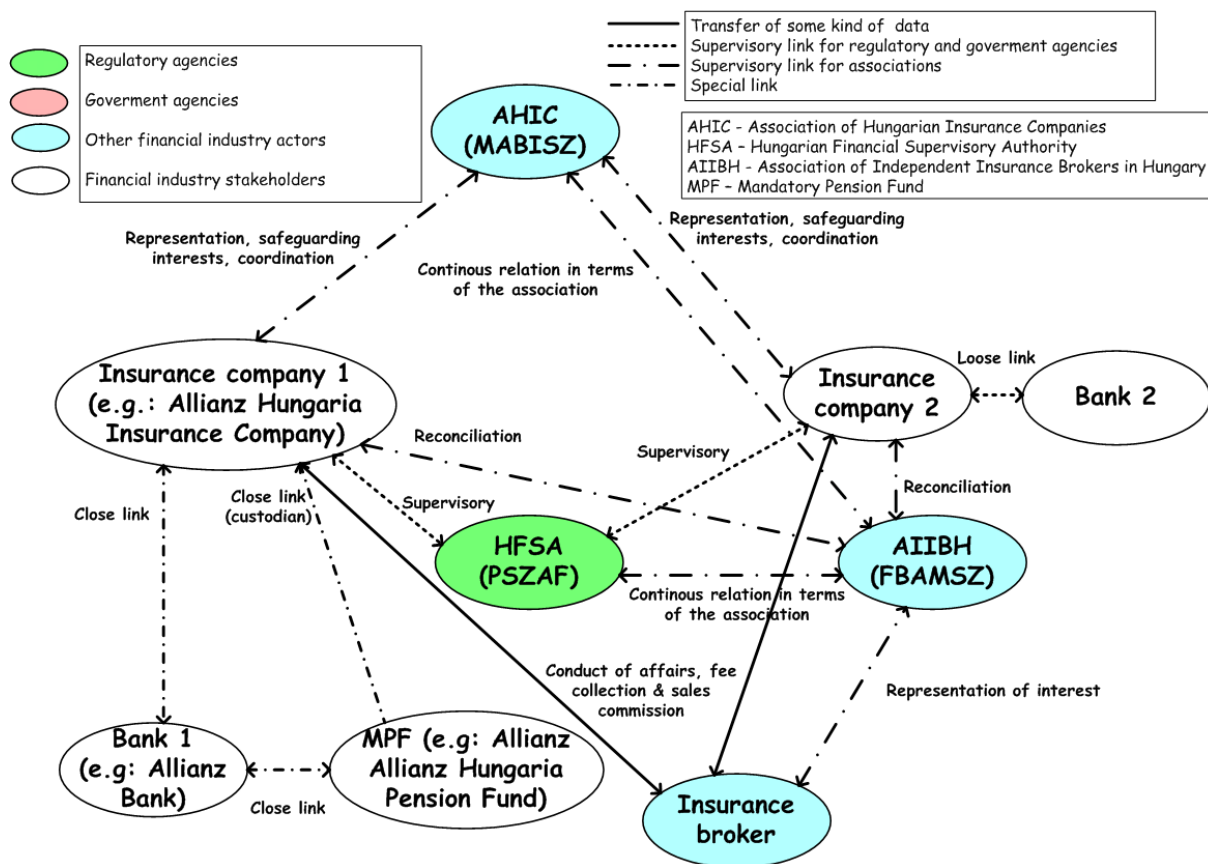 Regulatory agencies
Goverment agencies
Other financial industry actors
Financial industry stakeholders
Transfer of some kind of data
Supervisory link for regulatory and goverment agencies
Supervisory link for associations
Special link
AHIC - Association of Hungarian Insurance Companies
HFSA – Hungarian Financial Supervisory Authority
AIIBH - Association of Independent Insurance Brokers in Hungary
MPF – Mandatory Pension Fund
AHIC
(MABISZ)
Representation, safeguarding
interests, coordination
Continous relation in terms
of the association
Representation, safeguarding
interests, coordination
Insurance company 1
(e.g.: Allianz Hungaria
Insurance Company)
Insurance
company 2
Loose link
Bank 2
Reconciliation
Supervisory
Reconciliation
Close link
Close link
(custodian)
Supervisory
HFSA
(PSZAF)
AIIBH
(FBAMSZ)
Continous relation in terms
of the association
Conduct of affairs, fee
collection & sales
commission
Representation of interest
Bank 1
(e.g: Allianz
Bank)
Close link
MPF (e.g: Allianz
Allianz Hungaria
Pension Fund)
Insurance
broker